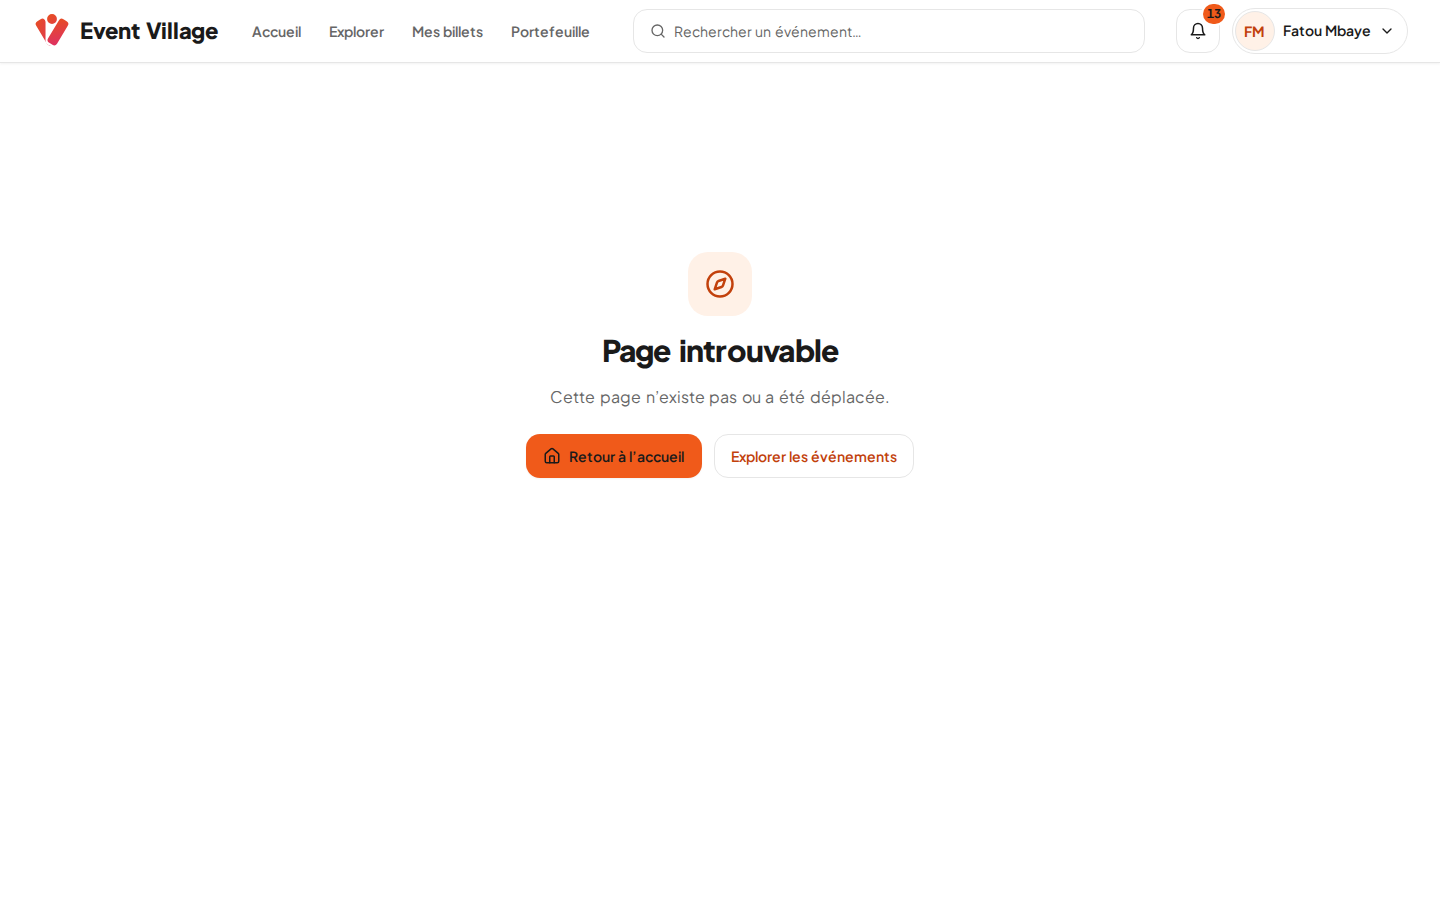 Event Village
Accueil
Explorer
Mes billets
Portefeuille
Rechercher un événement…
13
FM
Fatou Mbaye
Page introuvable
Cette page n’existe pas ou a été déplacée.
Retour à l’accueil
Explorer les événements